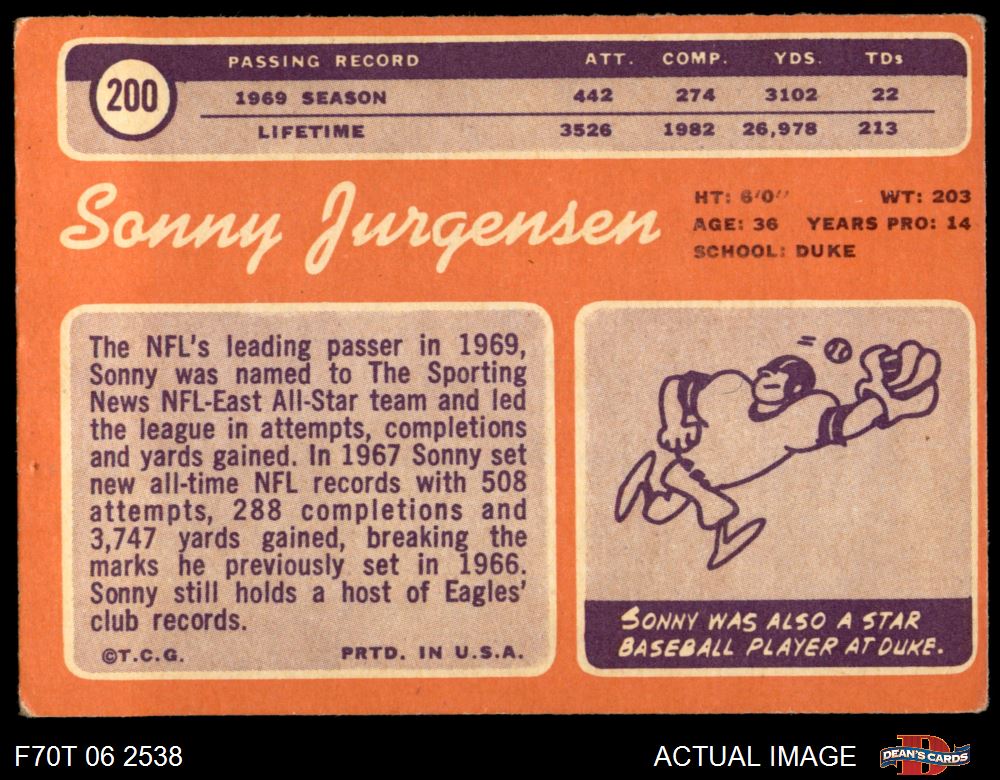 200
PASSING RECORD ATT. COMP. YDS. TDs
1969 SEASON 442 274 3102 22
LIFETIME 3526 1982 26,978 213
Sonny Jurgensen
HT: 6'0" WT: 203
AGE: 36 YEARS PRO: 14
SCHOOL: DUKE
The NFL's leading passer in 1969,
Sonny was named to The Sporting
News NFL-East All-Star team and led
the league in attempts, completions
and yards gained. In 1967 Sonny set
new all-time NFL records with 508
attempts, 288 completions and
3,747 yards gained, breaking the
marks he previously set in 1966.
Sonny still holds a host of Eagles'
club records.
©T.C.G. PRTD. IN U.S.A.
SONNY WAS ALSO A STAR
BASEBALL PLAYER AT DUKE.
F70T 06 2538 ACTUAL IMAGE DEAN'S CARDS